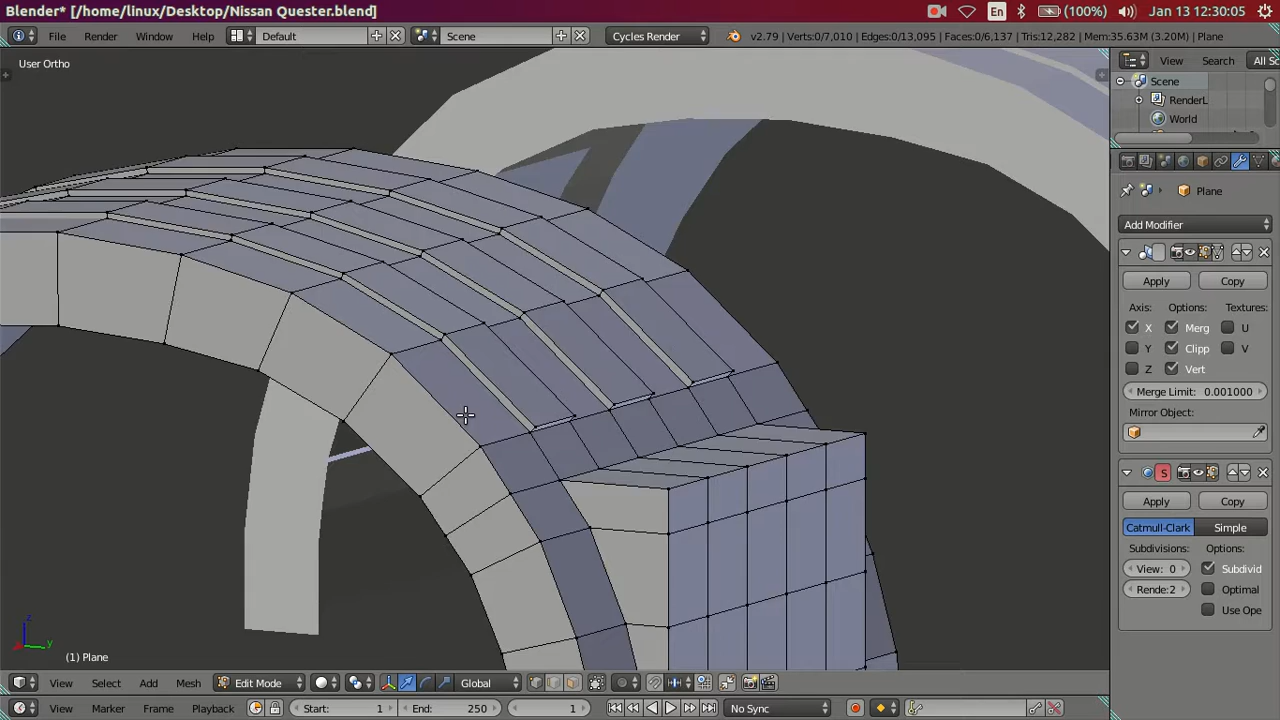 Blender* [/home/linux/Desktop/Nissan Quester.blend]
En (100%) Jan 13 12:30:05
File Render Window Help Default Scene Cycles Render v2.79 | Verts:0/7,010 | Edges:0/13,095 | Faces:0/6,137 | Tris:12,282 | Mem:35.63M (3.20M) | Plane
User Ortho
View Search All Sc
Scene
RenderL
World
Plane
Add Modifier
Apply Copy
Axis: Options: Textures:
X Merg U
Y Clipp V
Z Vert
Merge Limit: 0.001000
Mirror Object:
S
Apply Copy
Catmull-Clark Simple
Subdivisions: Options:
View: 0 Subdivid
Rende: 2 Optimal
Use Ope
z
y
(1) Plane
View Select Add Mesh Edit Mode Global
View Marker Frame Playback Start: 1 End: 250 1 No Sync